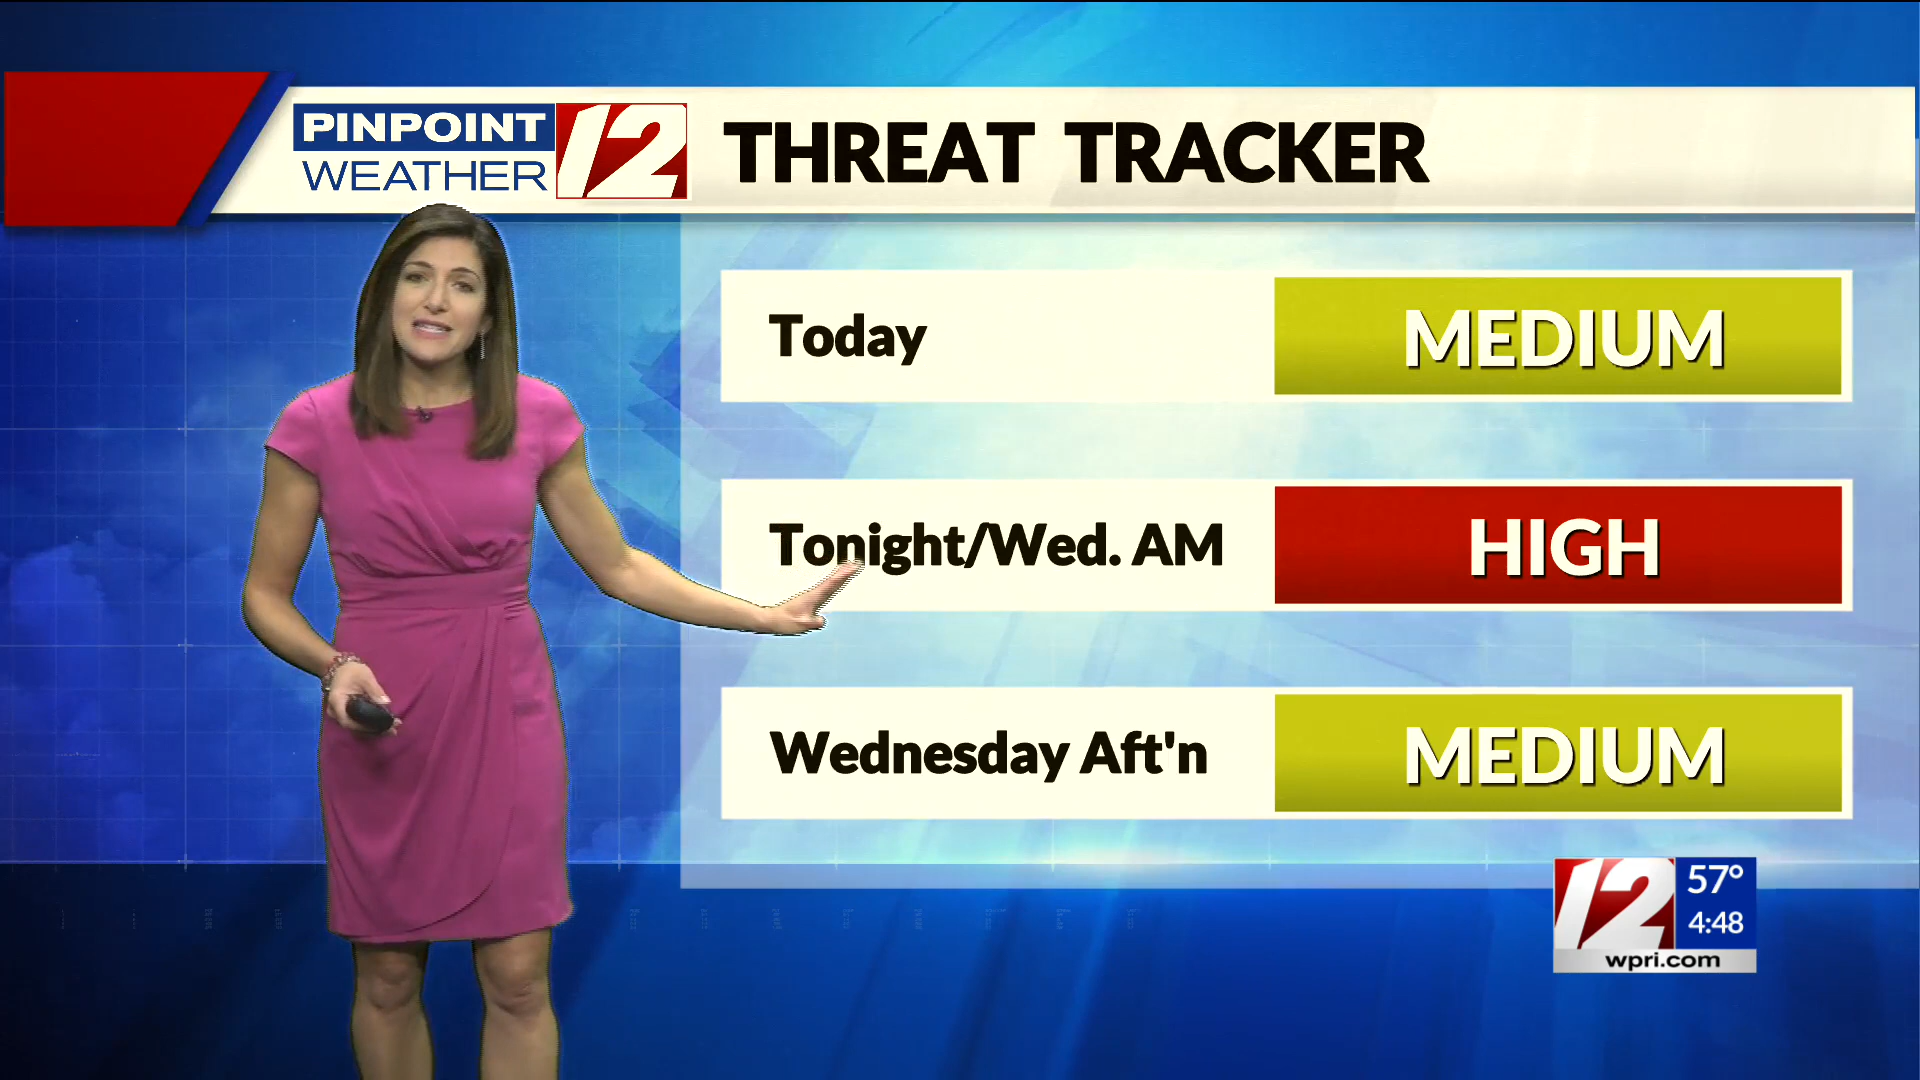 PINPOINT
WEATHER
12
THREAT TRACKER
Today
MEDIUM
Tonight/Wed. AM
HIGH
Wednesday Aft'n
MEDIUM
12
57°
4:48
wpri.com